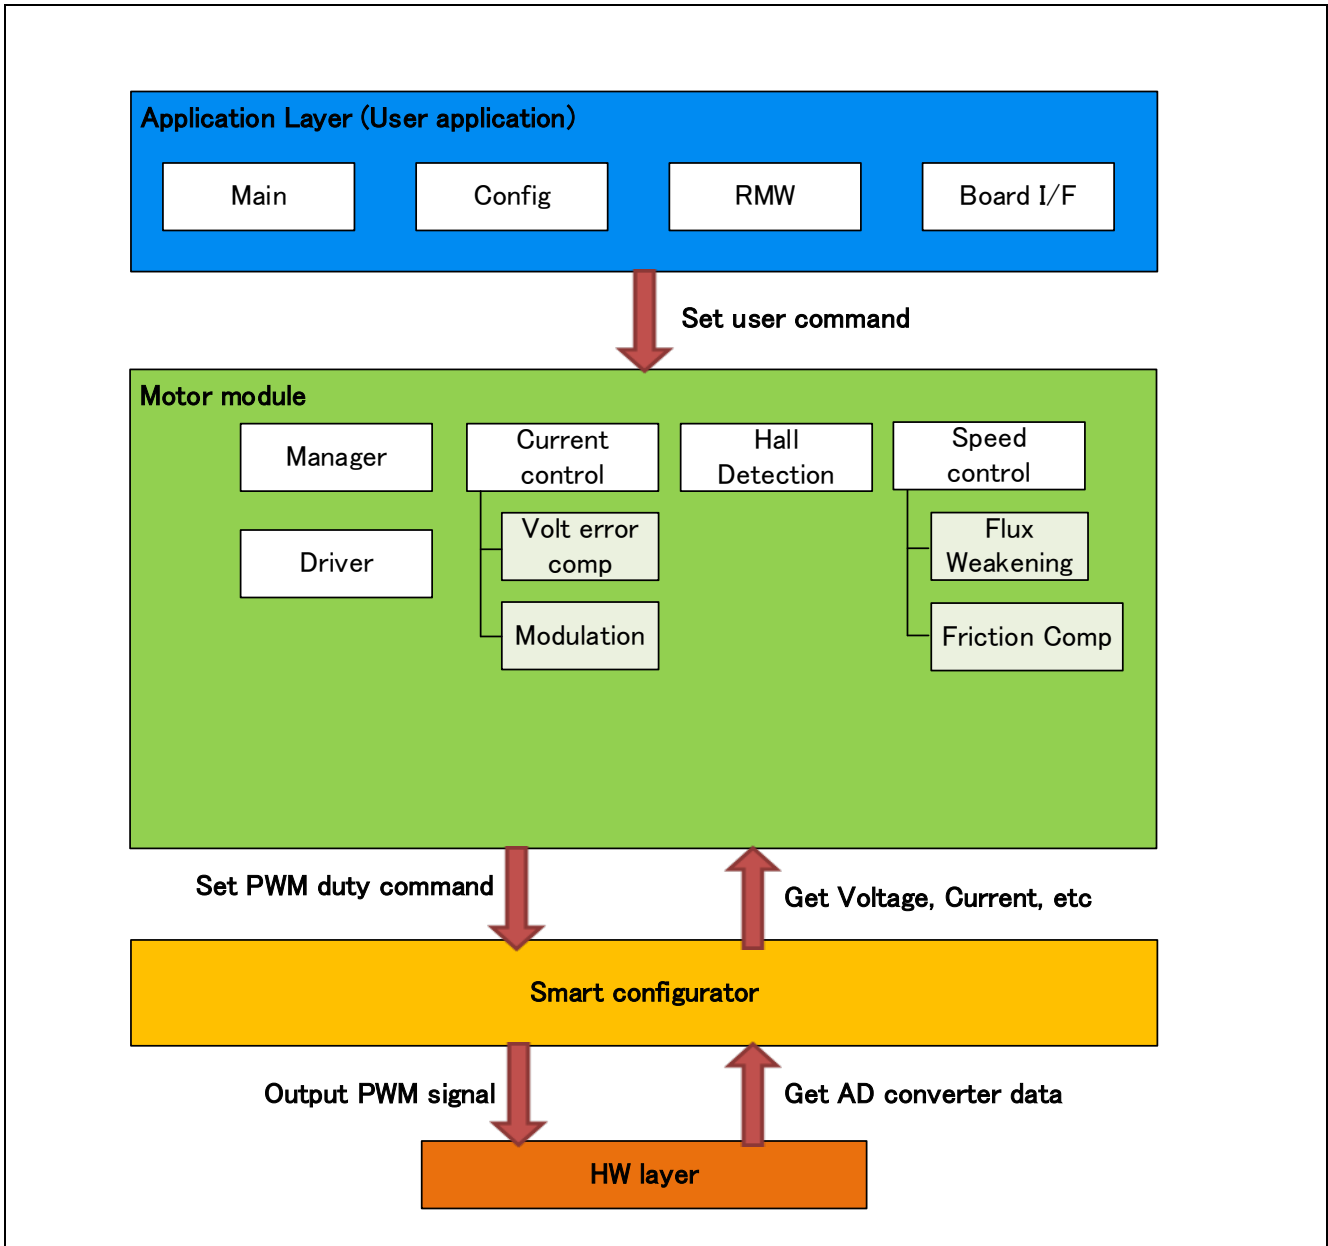 Application Layer (User application)
Main
Config
RMW
Board I/F
Set user command
Motor module
Manager
Current
control
Hall
Detection
Speed
control
Driver
Volt error
comp
Modulation
Flux
Weakening
Friction Comp
Set PWM duty command
Get Voltage, Current, etc
Smart configurator
Output PWM signal
Get AD converter data
HW layer